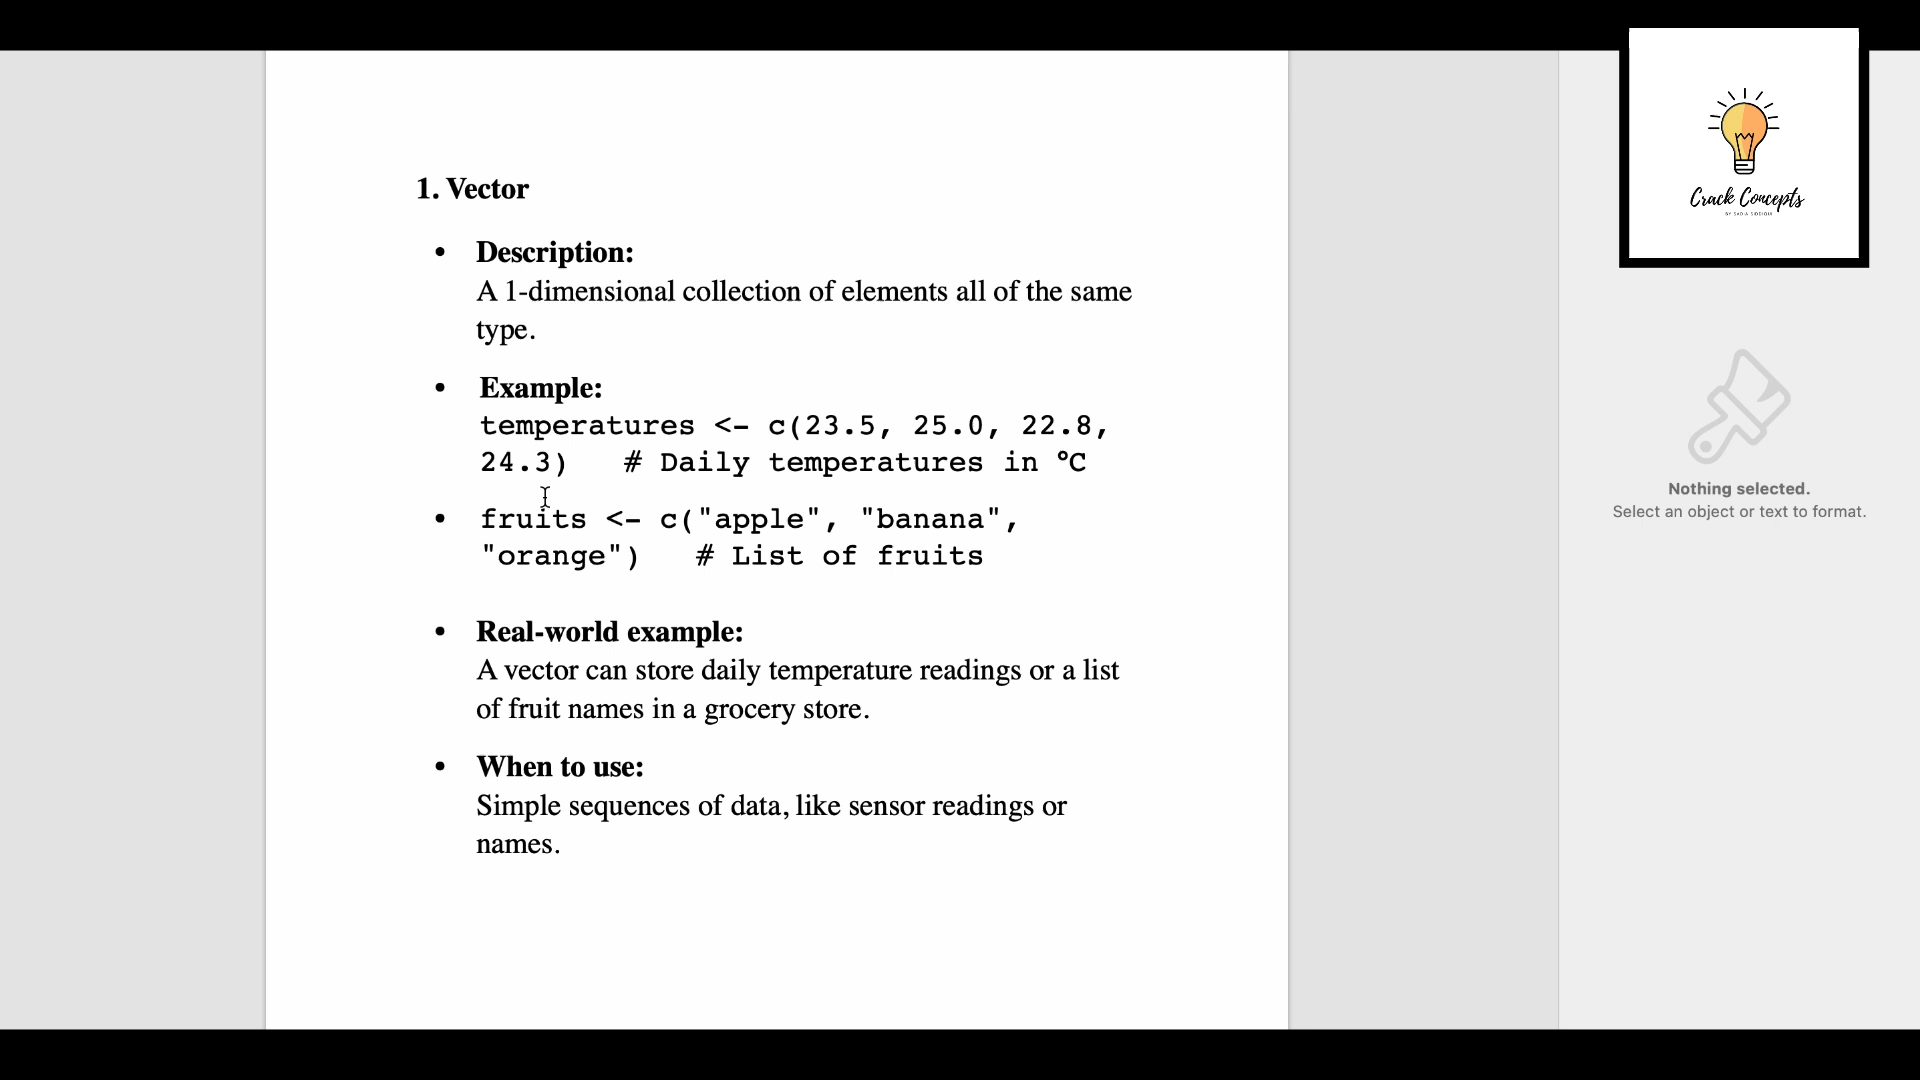 1. Vector
• Description:
A 1-dimensional collection of elements all of the same
type.
• Example:
temperatures <- c(23.5, 25.0, 22.8,
24.3)   # Daily temperatures in °C
• fruits <- c("apple", "banana",
"orange")   # List of fruits
• Real-world example:
A vector can store daily temperature readings or a list
of fruit names in a grocery store.
• When to use:
Simple sequences of data, like sensor readings or
names.
Crack Concepts
BY SADIA SIDDIQUI
Nothing selected.
Select an object or text to format.